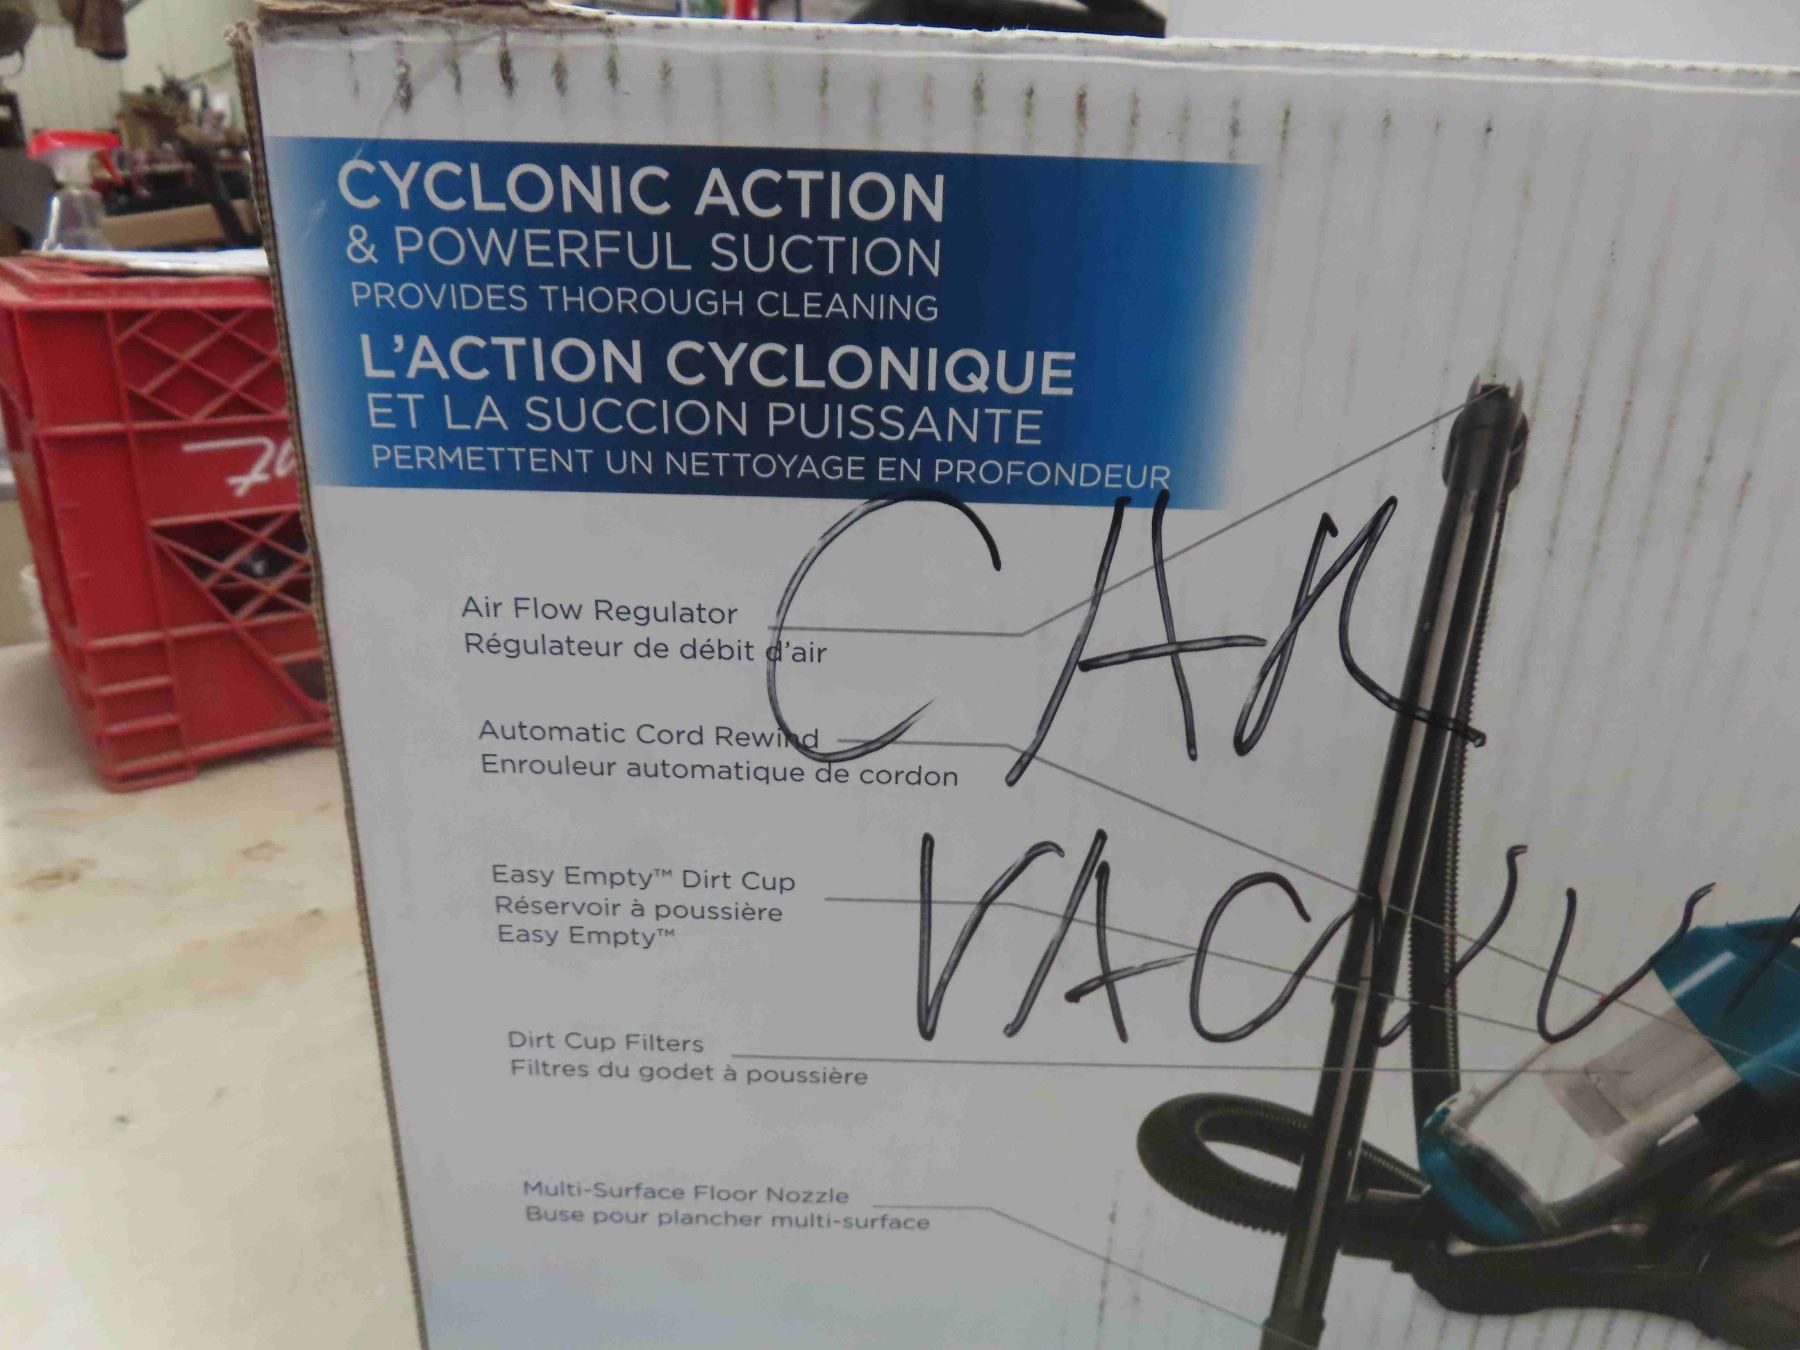 CYCLONIC ACTION
& POWERFUL SUCTION
PROVIDES THOROUGH CLEANING
L'ACTION CYCLONIQUE
ET LA SUCCION PUISSANTE
PERMETTENT UN NETTOYAGE EN PROFONDEUR
CAR
Air Flow Regulator
Régulateur de débit d'air
Automatic Cord Rewind
Enrouleur automatique de cordon
Easy Empty™ Dirt Cup
Réservoir à poussière
Easy Empty™
Dirt Cup Filters
Filtres du godet à poussière
Multi-Surface Floor Nozzle
Buse pour plancher multi-surface